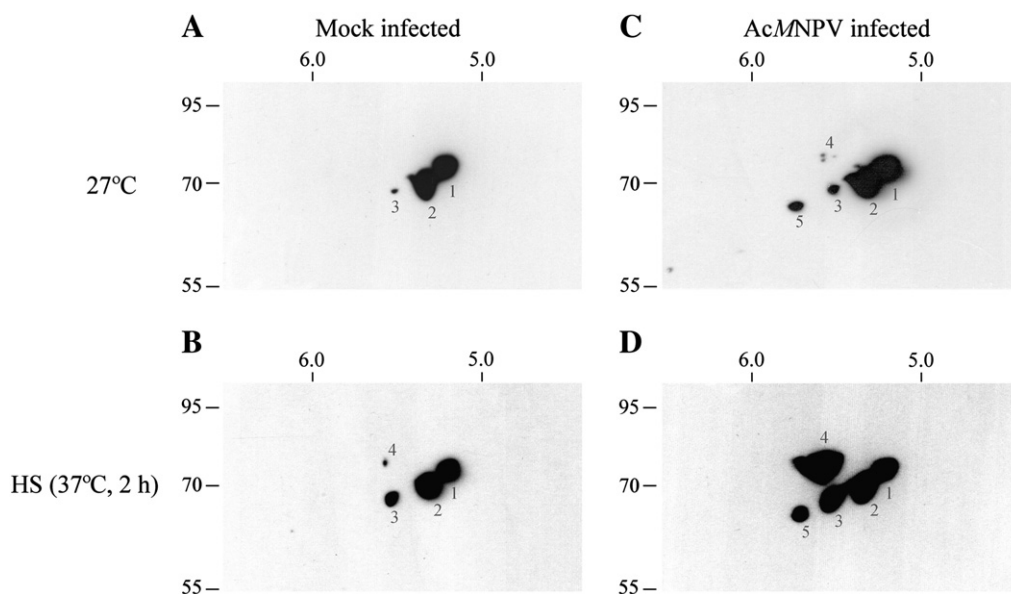 A Mock infected C AcMNPV infected
6.0 5.0 6.0 5.0
95 95
4
27ºC 70 70
3 2 1 5 3 2 1
55 55
B D
6.0 5.0 6.0 5.0
95 95
4 4
HS (37ºC, 2 h) 70 70
3 2 1 5 3 2 1
55 55